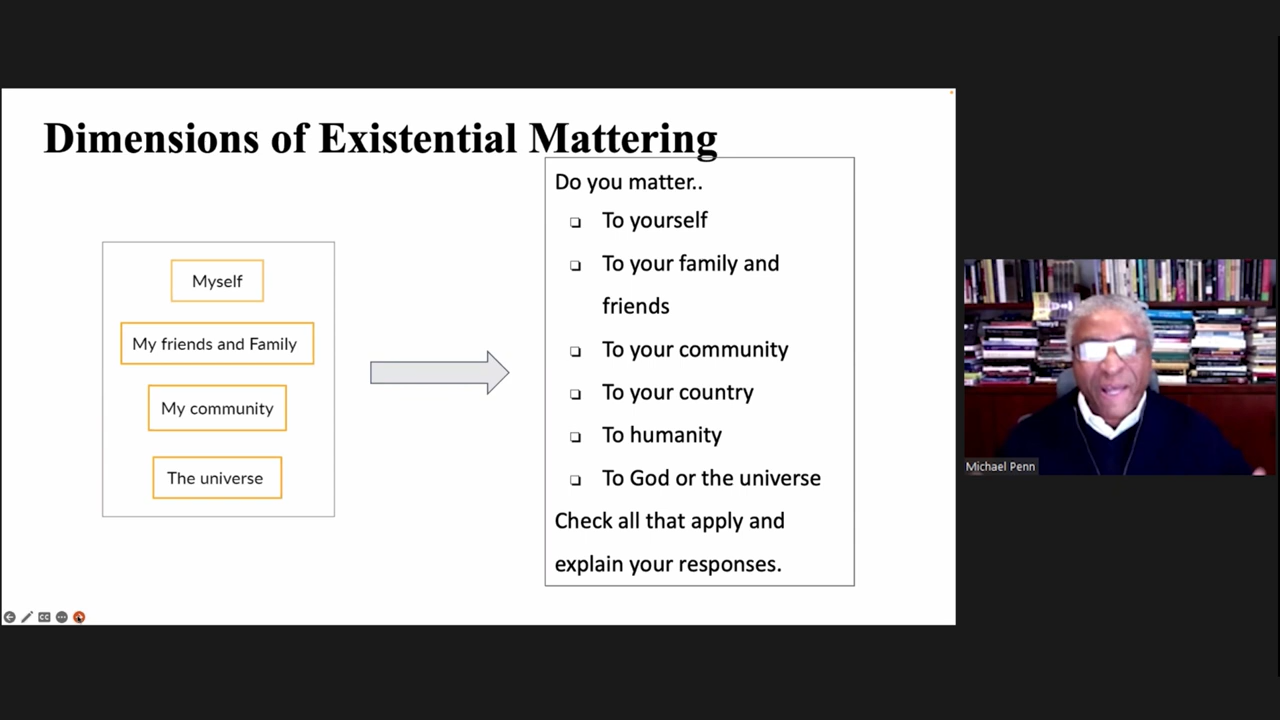 Dimensions of Existential Mattering
Myself
My friends and Family
My community
The universe
Do you matter..
To yourself
To your family and
friends
To your community
To your country
To humanity
To God or the universe
Check all that apply and
explain your responses.
CC
Michael Penn